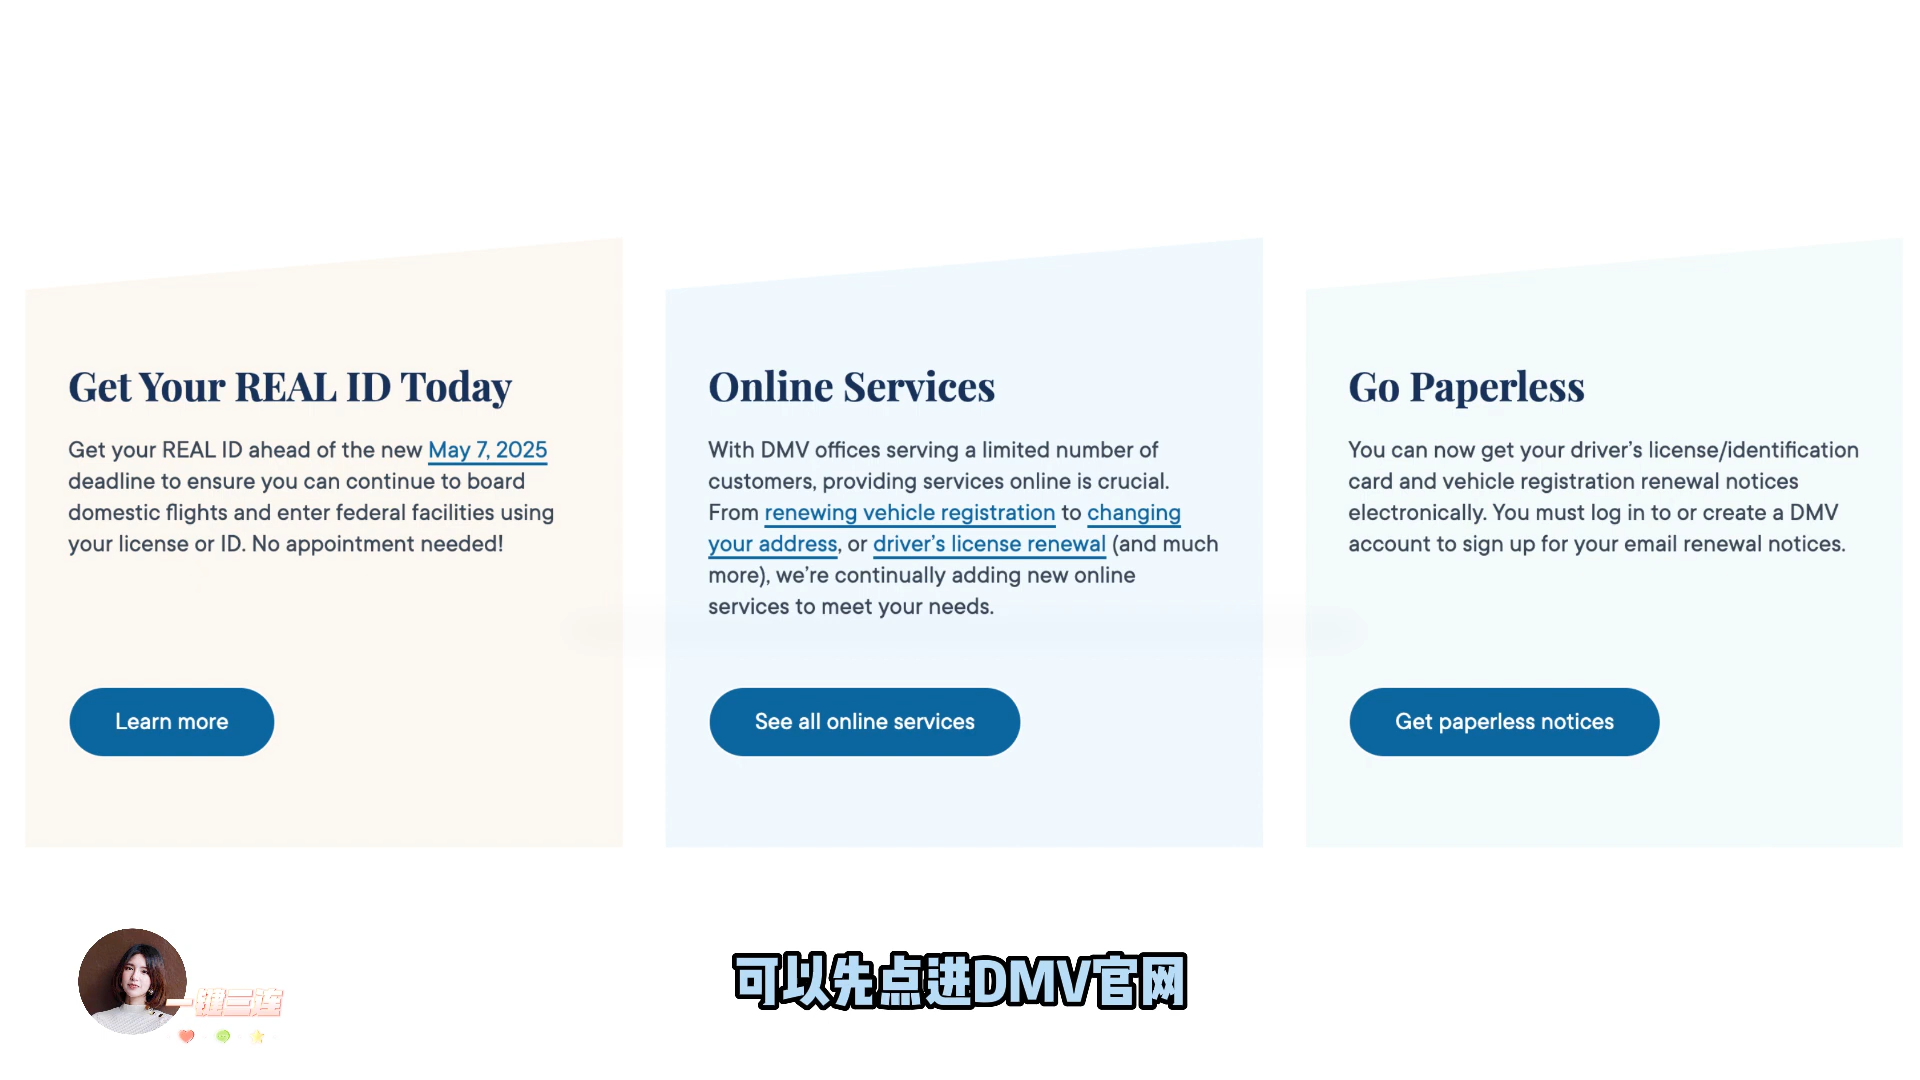 Get Your REAL ID Today
Get your REAL ID ahead of the new May 7, 2025
deadline to ensure you can continue to board
domestic flights and enter federal facilities using
your license or ID. No appointment needed!
Learn more
Online Services
With DMV offices serving a limited number of
customers, providing services online is crucial.
From renewing vehicle registration to changing
your address, or driver’s license renewal (and much
more), we’re continually adding new online
services to meet your needs.
See all online services
Go Paperless
You can now get your driver’s license/identification
card and vehicle registration renewal notices
electronically. You must log in to or create a DMV
account to sign up for your email renewal notices.
Get paperless notices
一键三连
可以先点进DMV官网